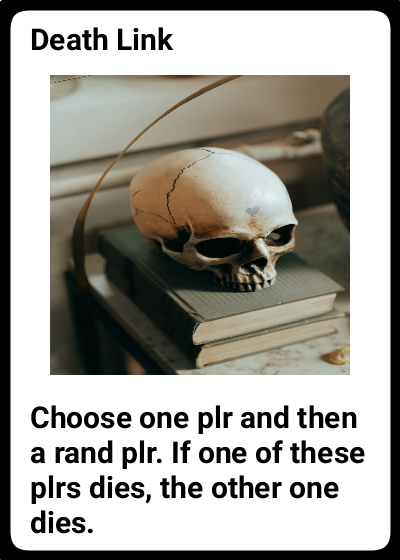 Death Link
Choose one plr and then
a rand plr. If one of these
plrs dies, the other one
dies.